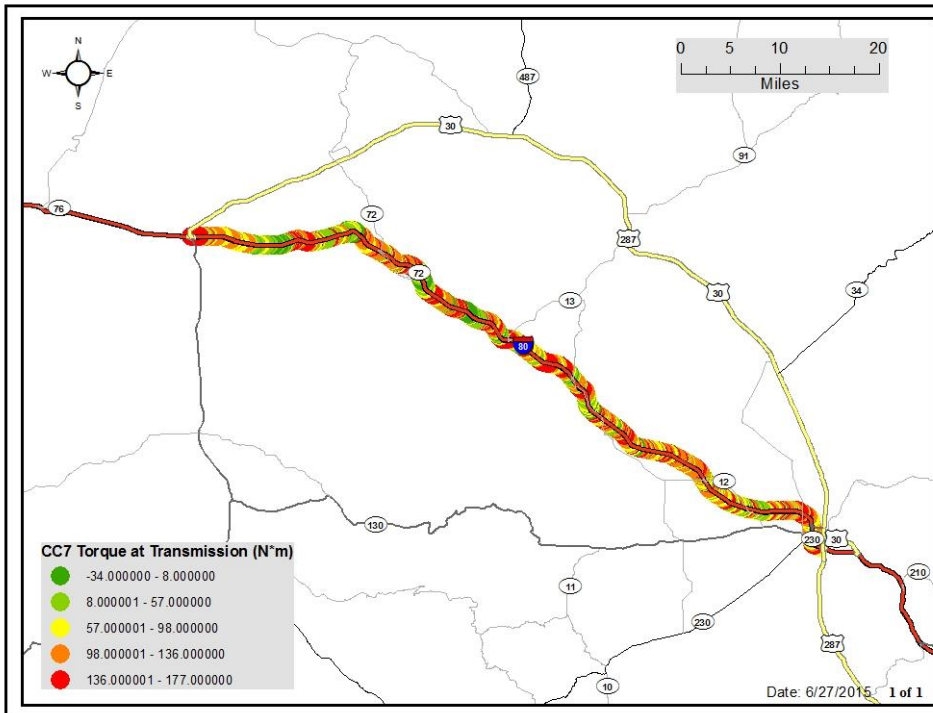 N
W E
S
0 5 10 20
Miles
487
30
91
76
72
287
72
30
34
13
80
12
130
230
30
210
11
230
287
10
CC7 Torque at Transmission (N*m)
-34.000000 - 8.000000
8.000001 - 57.000000
57.000001 - 98.000000
98.000001 - 136.000000
136.000001 - 177.000000
Date: 6/27/2015 1 of 1